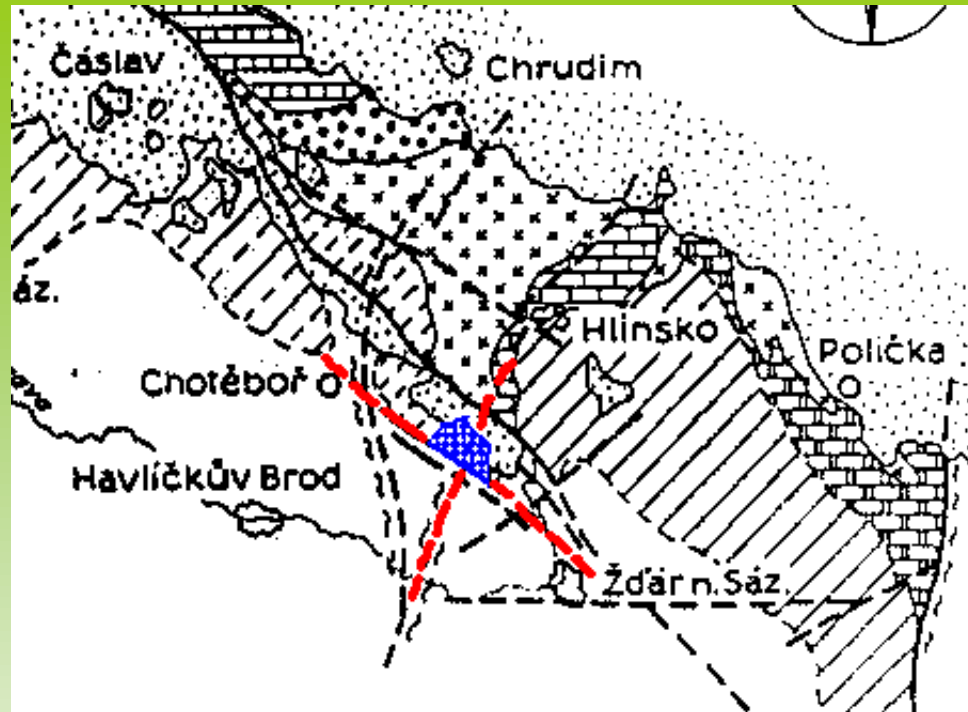 Čáslav
Chrudim
áz.
Hlinsko
Polička
Chotěboř
Havlíčkův Brod
Žďár n. Sáz.